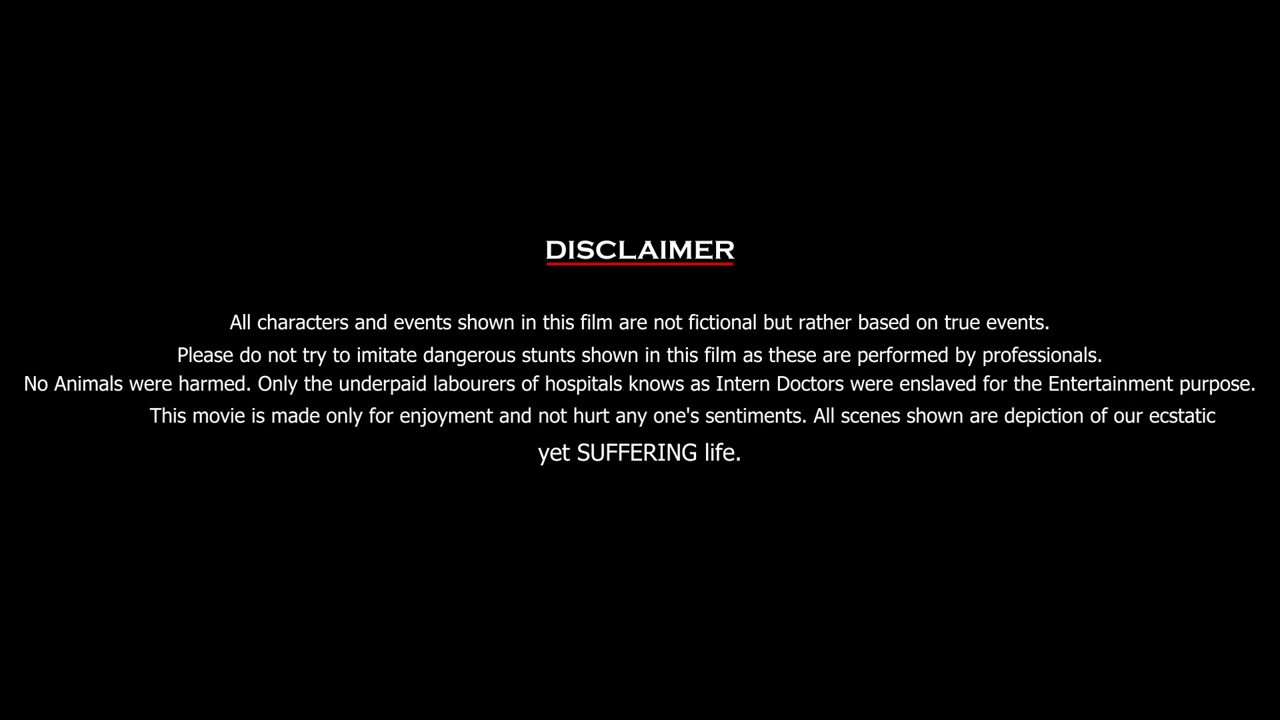 DISCLAIMER
All characters and events shown in this film are not fictional but rather based on true events.
Please do not try to imitate dangerous stunts shown in this film as these are performed by professionals.
No Animals were harmed. Only the underpaid labourers of hospitals knows as Intern Doctors were enslaved for the Entertainment purpose.
This movie is made only for enjoyment and not hurt any one's sentiments. All scenes shown are depiction of our ecstatic
yet SUFFERING life.